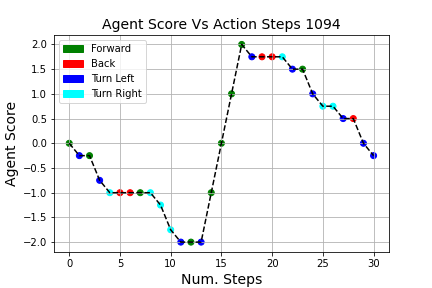 Agent Score Vs Action Steps 1094
2.0
1.5
1.0
0.5
0.0
−0.5
−1.0
−1.5
−2.0
Agent Score
Forward
Back
Turn Left
Turn Right
0 5 10 15 20 25 30
Num. Steps